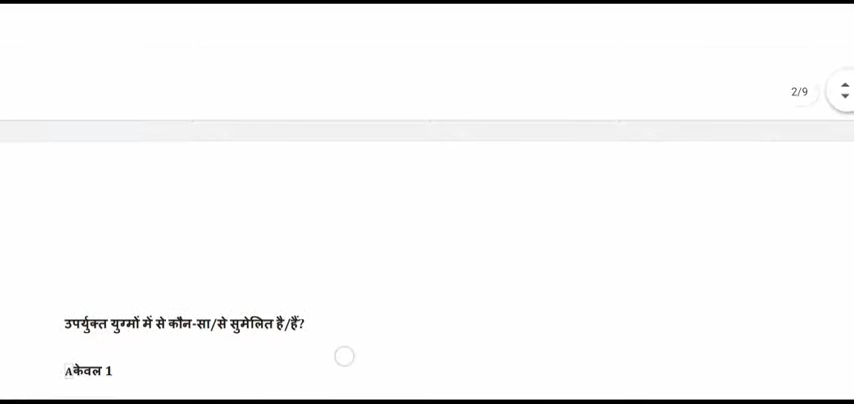 2/9
उपर्युक्त युग्मों में से कौन-सा/से सुमेलित है/हैं?
Aकेवल 1